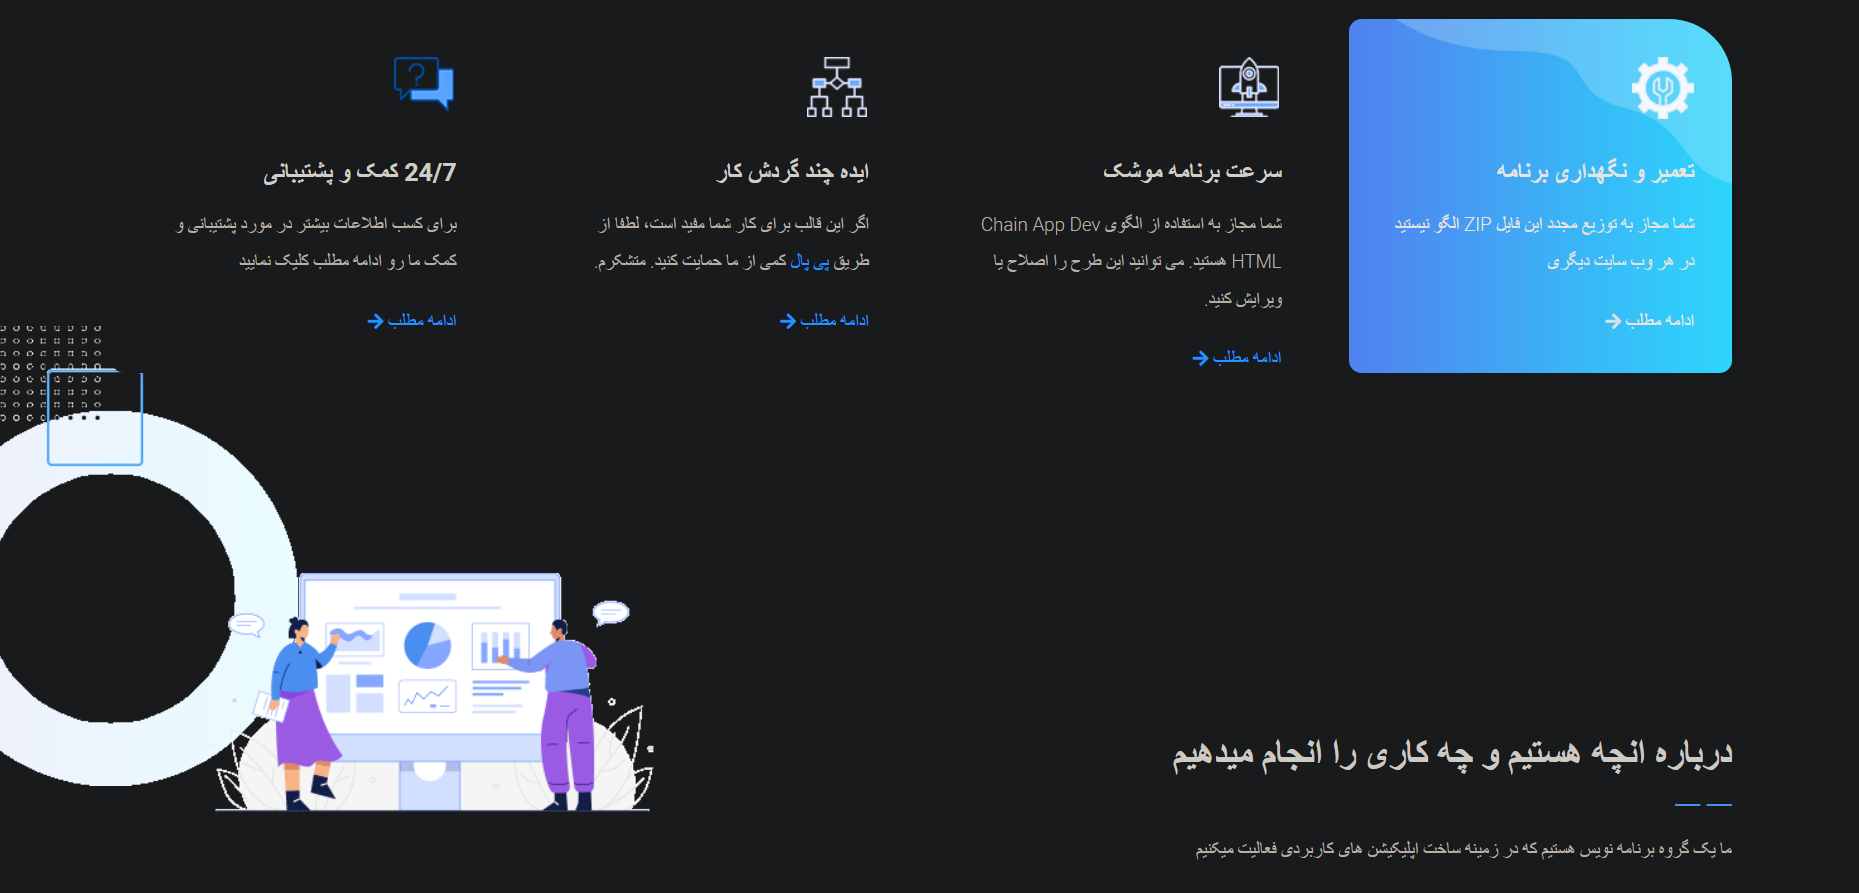 تعمیر و نگهداری برنامه
شما مجاز به توزیع مجدد این فایل ZIP الگو نیستید
در هر وب سایت دیگری
ادامه مطلب
سرعت برنامه موشک
شما مجاز به استفاده از الگوی Chain App Dev
HTML هستید. می توانید این طرح را اصلاح یا
ویرایش کنید.
ادامه مطلب
ایده چند گردش کار
اگر این قالب برای کار شما مفید است، لطفا از
طریق پی پال کمی از ما حمایت کنید. متشکرم.
ادامه مطلب
24/7 کمک و پشتیبانی
برای کسب اطلاعات بیشتر در مورد پشتیبانی و
کمک ما رو ادامه مطلب کلیک نمایید
ادامه مطلب
درباره انچه هستیم و چه کاری را انجام میدهیم
ما یک گروه برنامه نویس هستیم که در زمینه ساخت اپلیکیشن های کاربردی فعالیت میکنیم